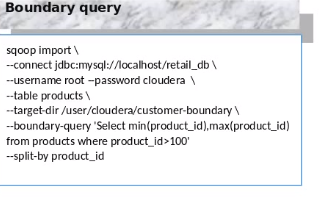 Boundary query
sqoop import \
--connect jdbc:mysql://localhost/retail_db \
--username root --password cloudera \
--table products \
--target-dir /user/cloudera/customer-boundary \
--boundary-query 'Select min(product_id),max(product_id)
from products where product_id>100'
--split-by product_id